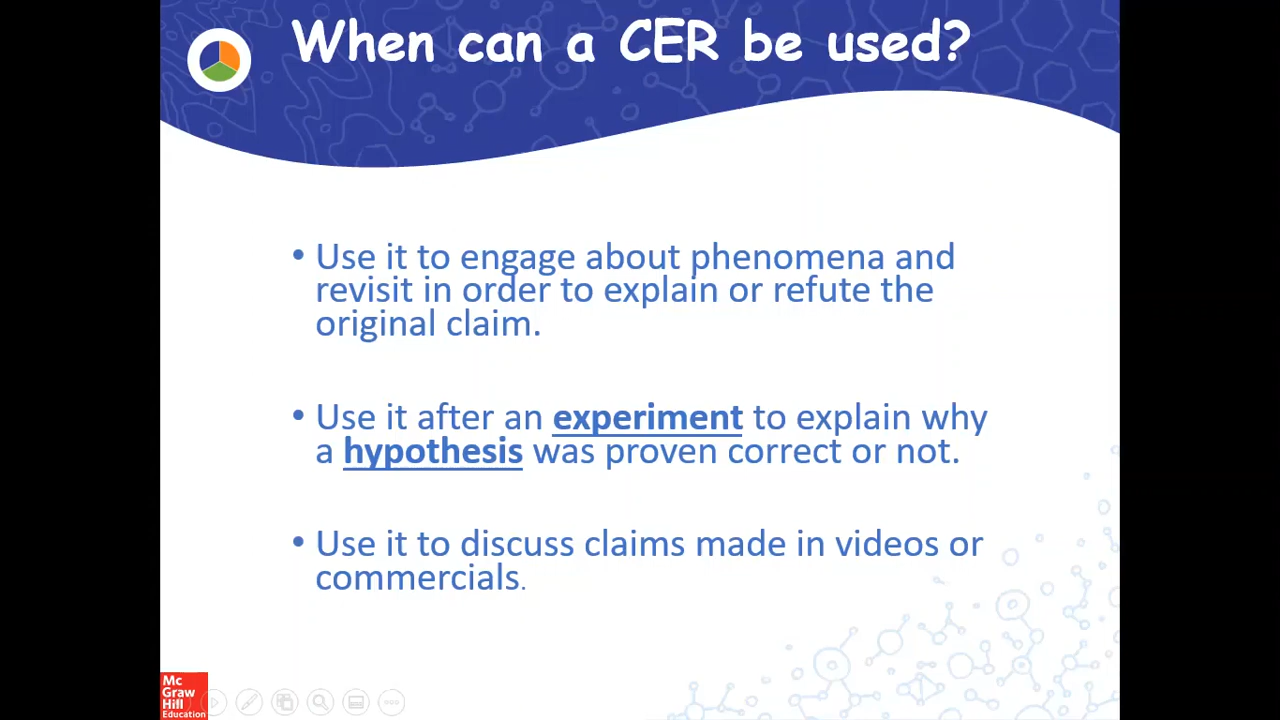 When can a CER be used?
• Use it to engage about phenomena and
revisit in order to explain or refute the
original claim.
• Use it after an experiment to explain why
a hypothesis was proven correct or not.
• Use it to discuss claims made in videos or
commercials.
Mc
Graw
Hill
Education